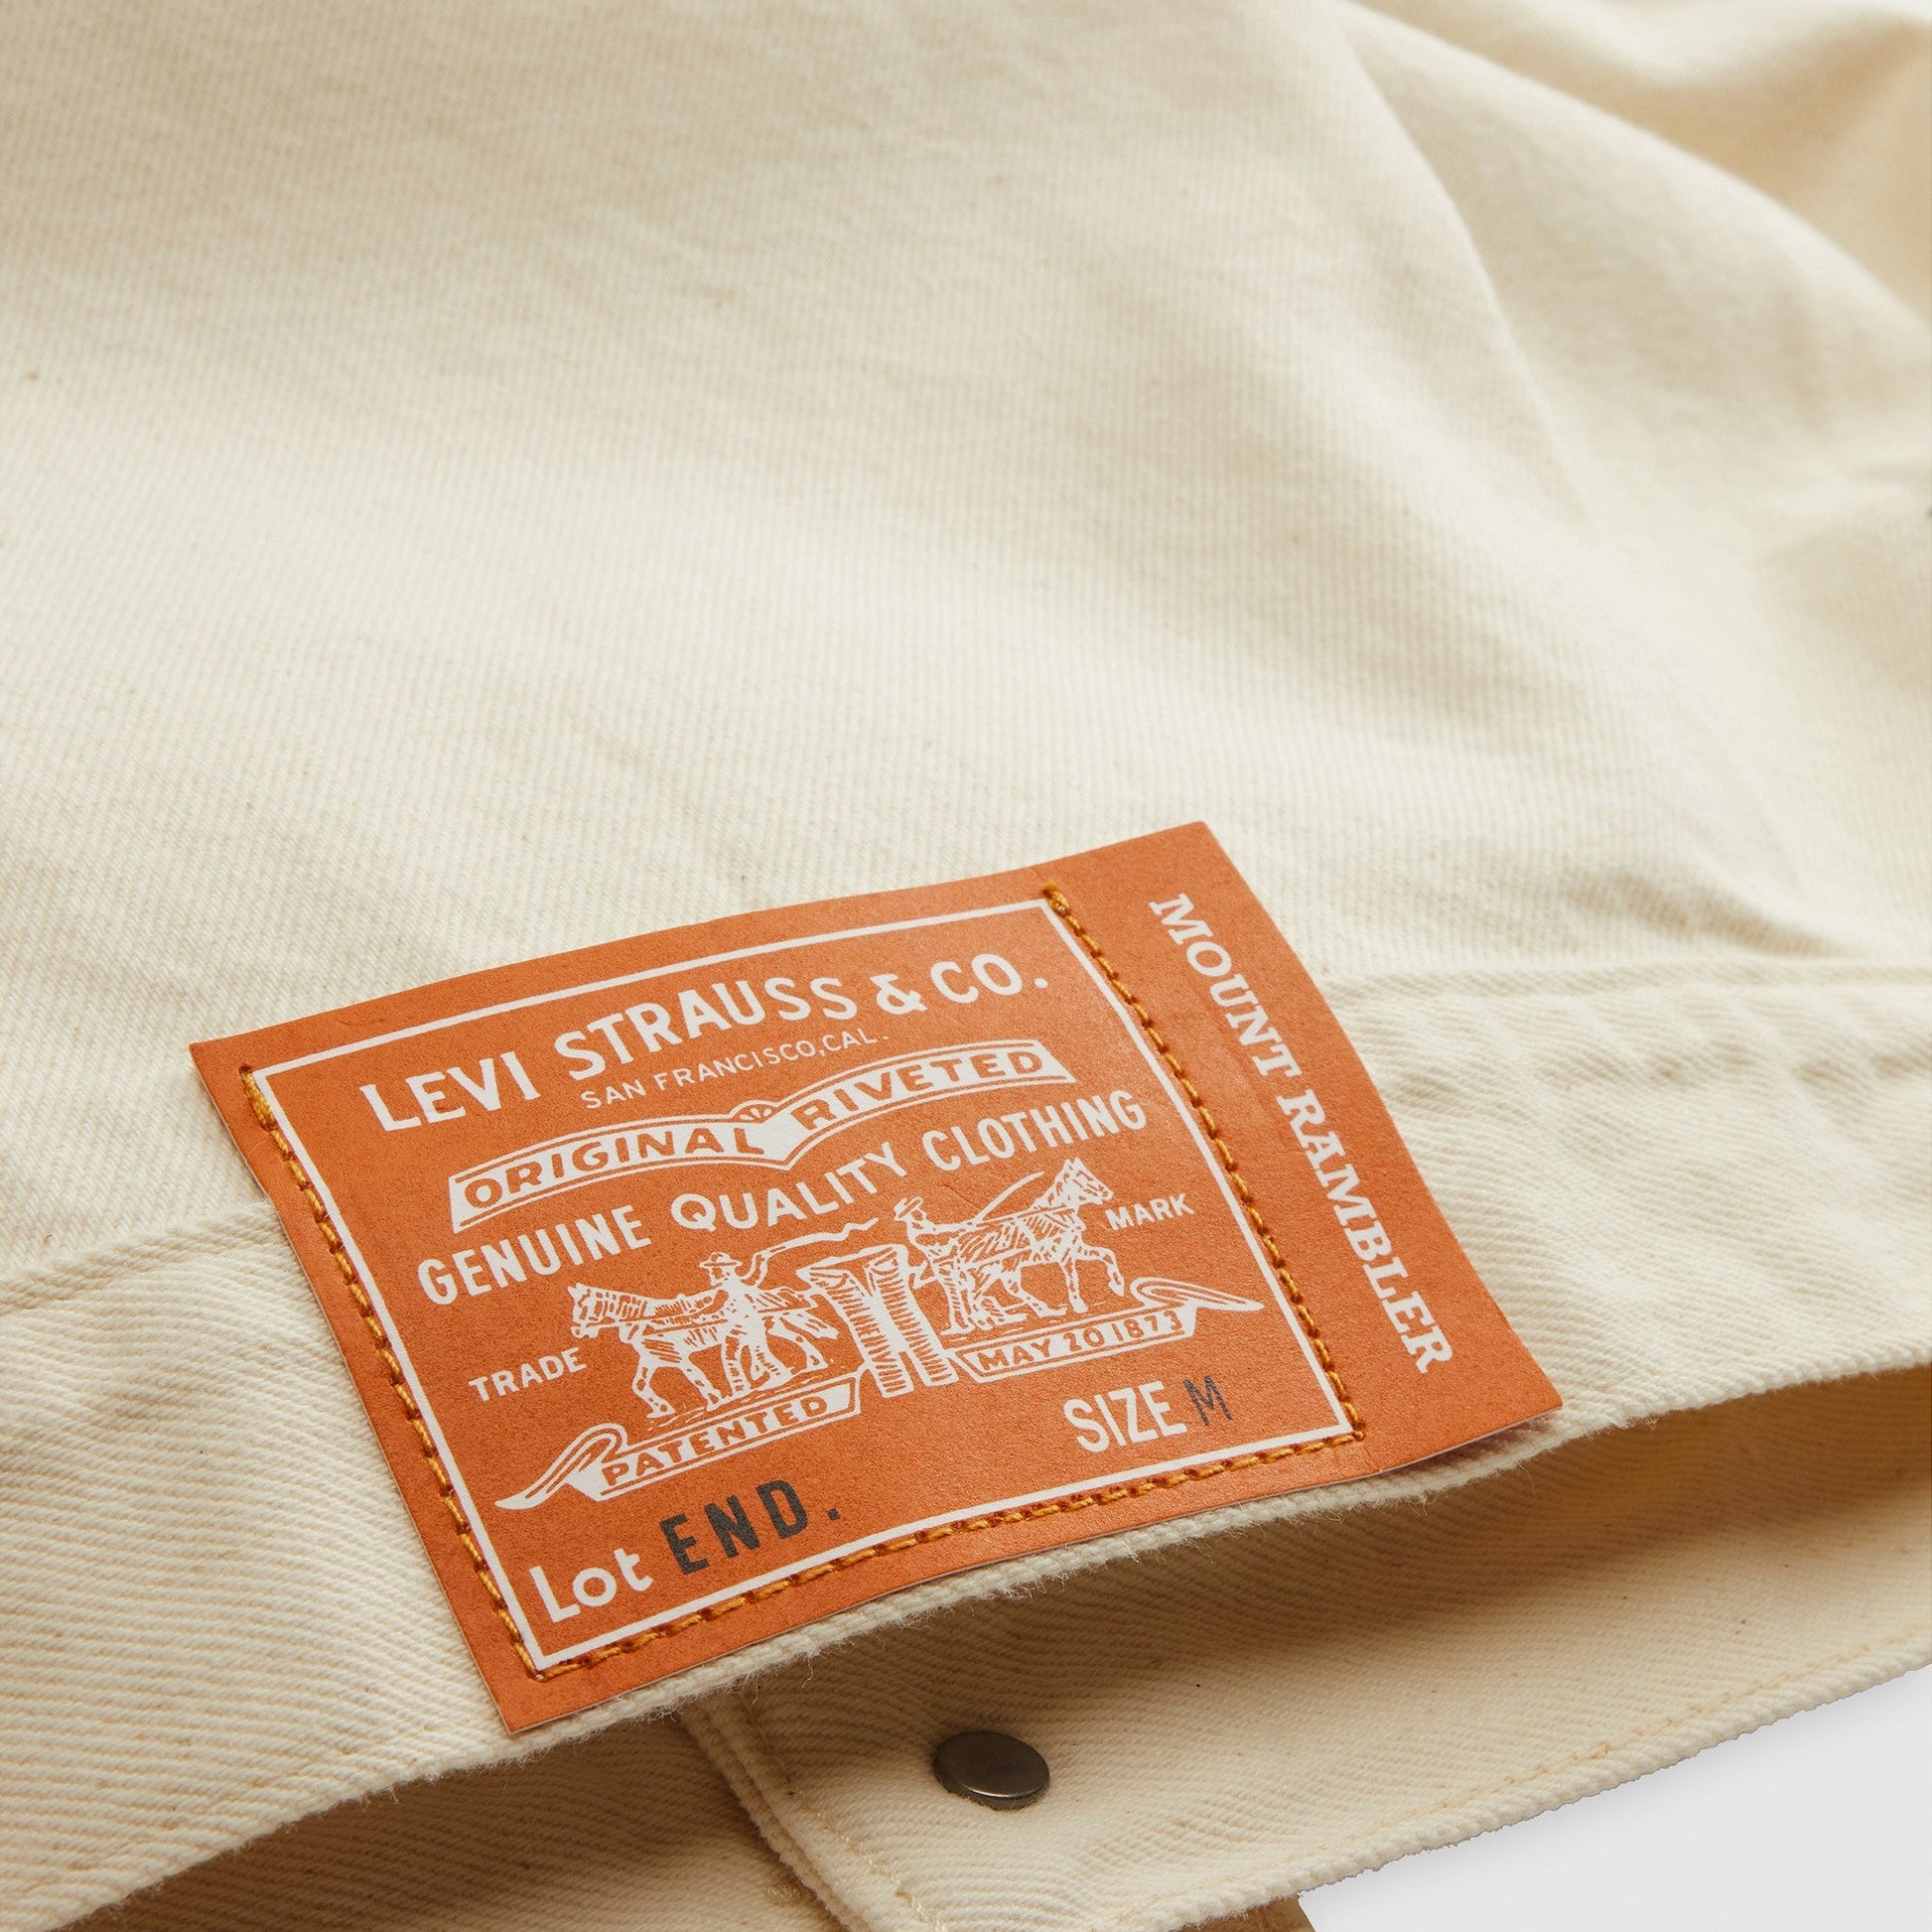 LEVI STRAUSS & CO.
SAN FRANCISCO, CAL.
ORIGINAL RIVETED
GENUINE QUALITY CLOTHING
TRADE MARK
PATENTED MAY 20 1873
SIZE M
Lot END.
MOUNT RAMBLER